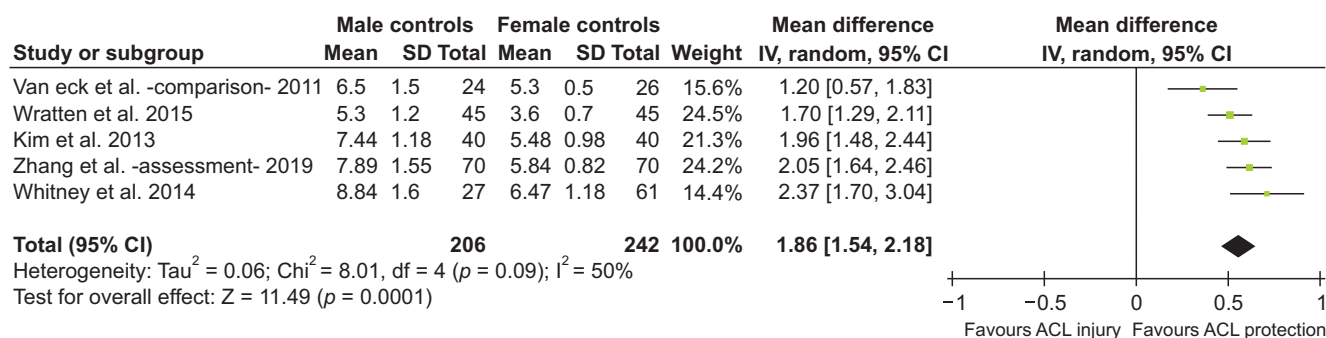 Male controls Female controls Mean difference Mean difference
Study or subgroup Mean SD Total Mean SD Total Weight IV, random, 95% CI IV, random, 95% CI
Van eck et al. -comparison- 2011 6.5 1.5 24 5.3 0.5 26 15.6% 1.20 [0.57, 1.83]
Wratten et al. 2015 5.3 1.2 45 3.6 0.7 45 24.5% 1.70 [1.29, 2.11]
Kim et al. 2013 7.44 1.18 40 5.48 0.98 40 21.3% 1.96 [1.48, 2.44]
Zhang et al. -assessment- 2019 7.89 1.55 70 5.84 0.82 70 24.2% 2.05 [1.64, 2.46]
Whitney et al. 2014 8.84 1.6 27 6.47 1.18 61 14.4% 2.37 [1.70, 3.04]
Total (95% CI) 206 242 100.0% 1.86 [1.54, 2.18]
Heterogeneity: Tau² = 0.06; Chi² = 8.01, df = 4 (p = 0.09); I² = 50%
Test for overall effect: Z = 11.49 (p = 0.0001)
−1 −0.5 0 0.5 1
Favours ACL injury Favours ACL protection